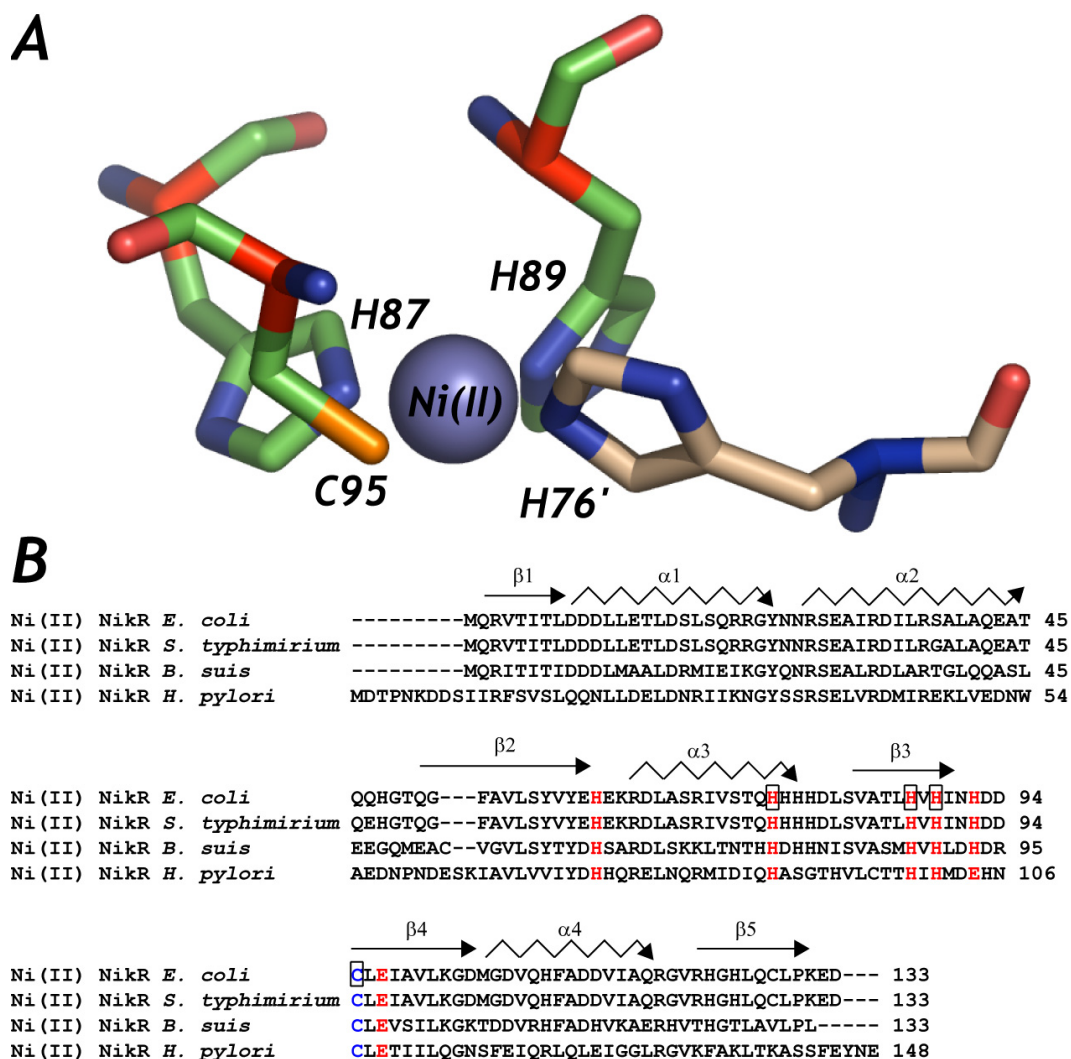 A
H89
H87
Ni(II)
C95
H76'
B
β1 α1 α2
Ni(II) NikR E. coli ---------MQRVTITLDDDLLETLDSLSQRRGYNNRSEAIRDILRSALAQEAT 45
Ni(II) NikR S. typhimirium ---------MQRVTITLDDDLLETLDSLSQRRGYNNRSEAIRDILRGALAQEAT 45
Ni(II) NikR B. suis ---------MQRITITIDDDLMAALDRMIEIKGYQNRSEALRDLARTGLQQASL 45
Ni(II) NikR H. pylori MDTPNKDDSIIRFSVSLQQNLLDELDNRIIKNGYSSRSELVRDMIREKLVEDNW 54
β2 α3 β3
Ni(II) NikR E. coli QQHGTQG---FAVLSYVYEHEKRDLASRIVSTQHHHHDLSVATLHVHINHDD 94
Ni(II) NikR S. typhimirium QEHGTQG---FAVLSYVYEHEKRDLASRIVSTQHHHHDLSVATLHVHINHDD 94
Ni(II) NikR B. suis EEGQMEAC--VGVLSYTYDHSARDLSKKLTNTHHDHHNISVASMHVHLDHDR 95
Ni(II) NikR H. pylori AEDNPNDESKIAVLVVIYDHHQRELNQRMIDIQHASGTHVLCTTHIHMDEHN 106
β4 α4 β5
Ni(II) NikR E. coli CLEIAVLKGDMGDVQHFADDVIAQRGVRHGHLQCLPKED--- 133
Ni(II) NikR S. typhimirium CLEIAVLKGDMGDVQHFADDVIAQRGVRHGHLQCLPKED--- 133
Ni(II) NikR B. suis CLEVSILKGKTDDVRHFADHVKAERHVTHGTLAVLPL----- 133
Ni(II) NikR H. pylori CLETIILQGNSFEIQRLQLEIGGLRGVKFAKLTKASSFEYNE 148